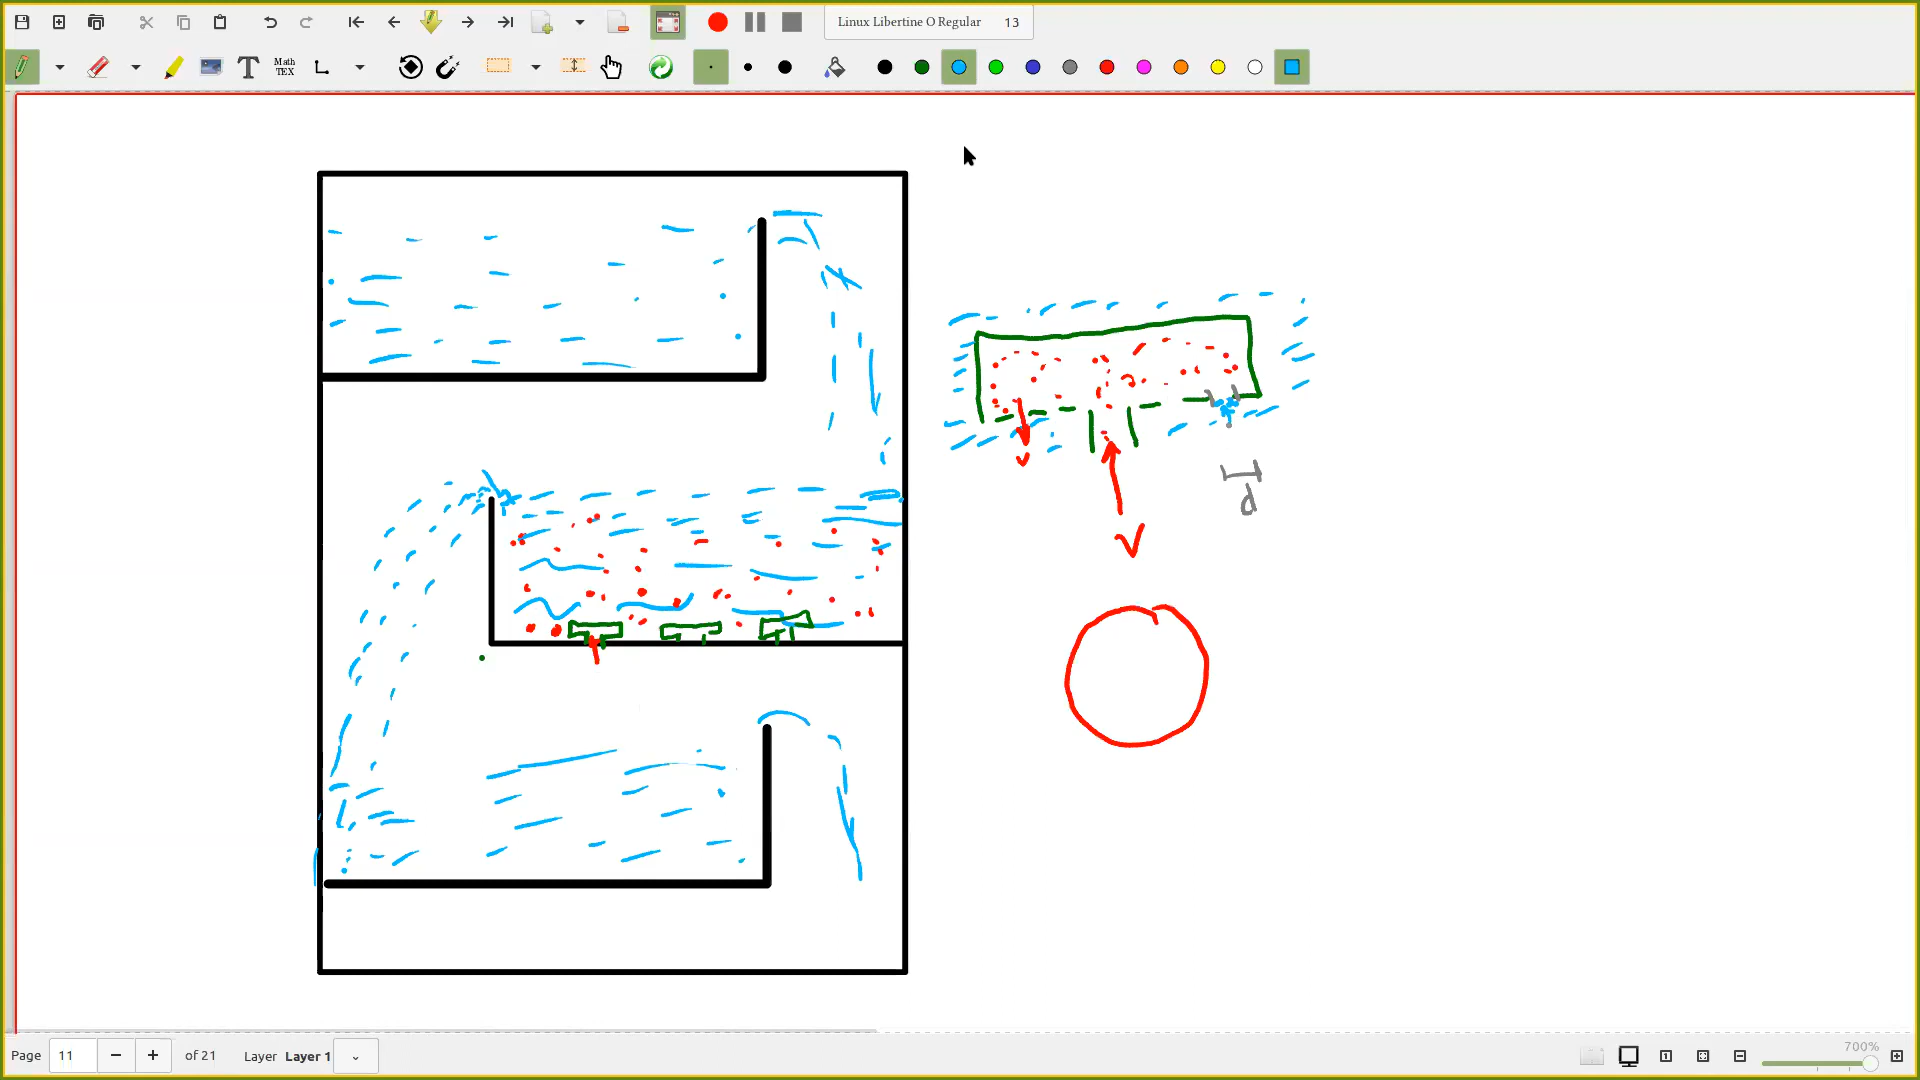 Linux Libertine O Regular 13
Math
TEX
T
V
d
Page 11 of 21 Layer Layer 1
700%